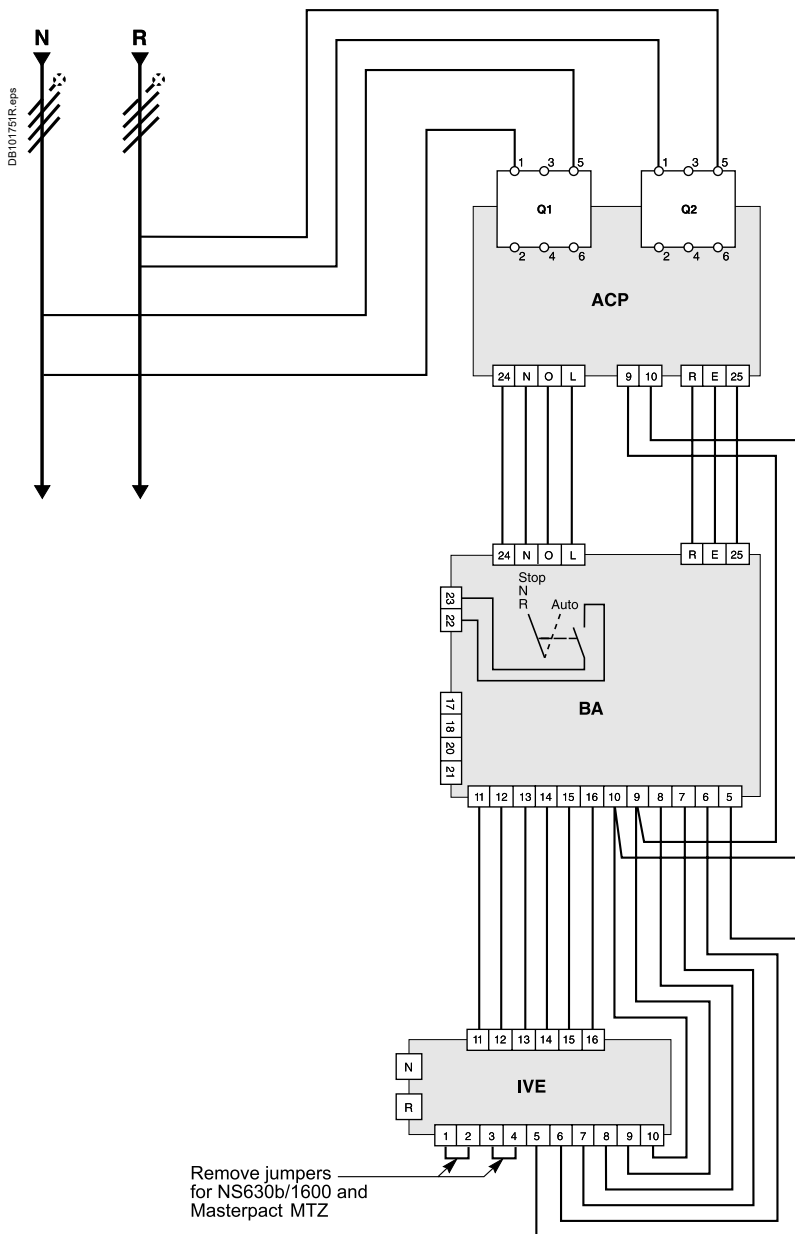 N R
DB101751R.eps
1 3 5 1 3 5
Q1 Q2
2 4 6 2 4 6
ACP
24 N O L 9 10 R E 25
24 N O L R E 25
Stop
N
R Auto
23
22
BA
17
18
20
21
11 12 13 14 15 16 10 9 8 7 6 5
11 12 13 14 15 16
N
IVE
R
1 2 3 4 5 6 7 8 9 10
Remove jumpers
for NS630b/1600 and
Masterpact MTZ